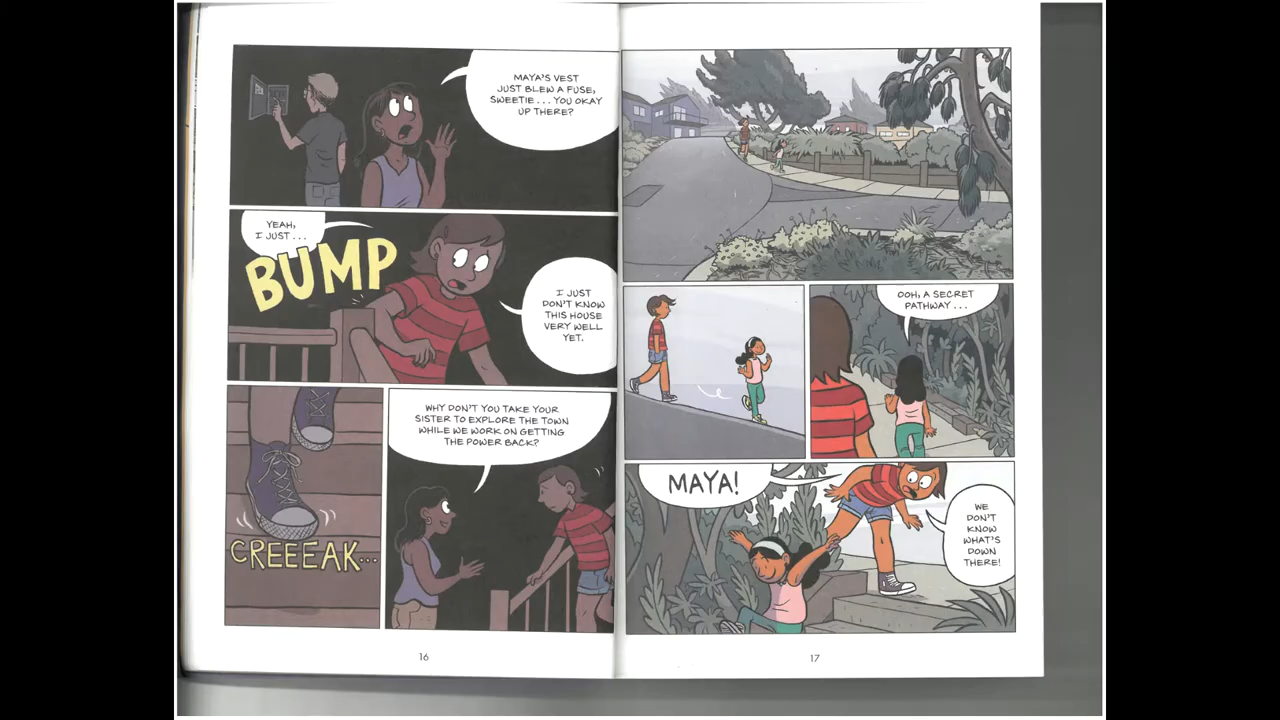 MAYA'S VEST
JUST BLEW A FUSE,
SWEETIE... YOU OKAY
UP THERE?
YEAH,
I JUST...
BUMP
I JUST
DON'T KNOW
THIS HOUSE
VERY WELL
YET.
CREEEAK...
WHY DON'T YOU TAKE YOUR
SISTER TO EXPLORE THE TOWN
WHILE WE WORK ON GETTING
THE POWER BACK?
16
OOH, A SECRET
PATHWAY...
MAYA!
WE
DON'T
KNOW
WHAT'S
DOWN
THERE!
17